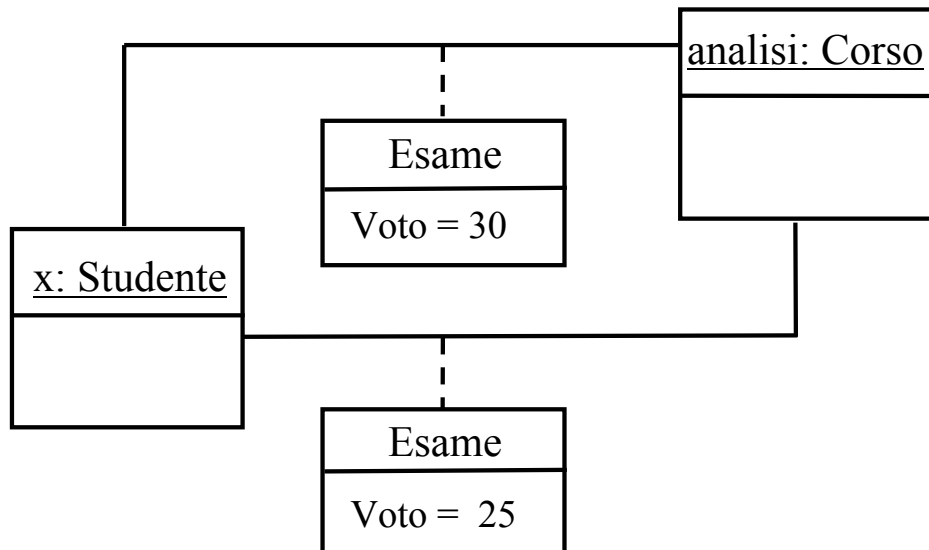 analisi: Corso
Esame
Voto = 30
x: Studente
Esame
Voto = 25